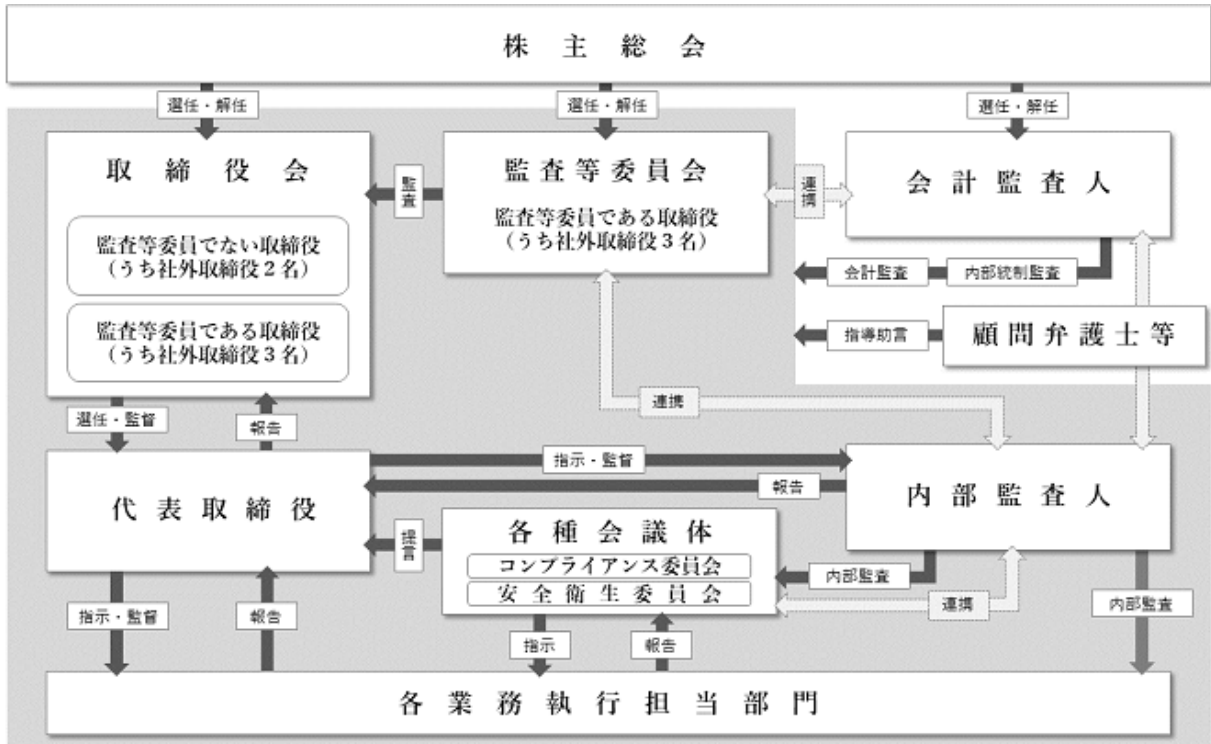 株主総会
選任・解任
選任・解任
選任・解任
取締役会
監査等委員でない取締役
（うち社外取締役２名）
監査等委員である取締役
（うち社外取締役３名）
監査
監査等委員会
監査等委員である取締役
（うち社外取締役３名）
連携
会計監査人
会計監査
内部統制監査
指導助言
顧問弁護士等
連携
選任・監督
報告
指示・監督
報告
代表取締役
提言
各種会議体
コンプライアンス委員会
安全衛生委員会
内部監査人
内部監査
連携
内部監査
指示・監督
報告
指示
報告
各業務執行担当部門